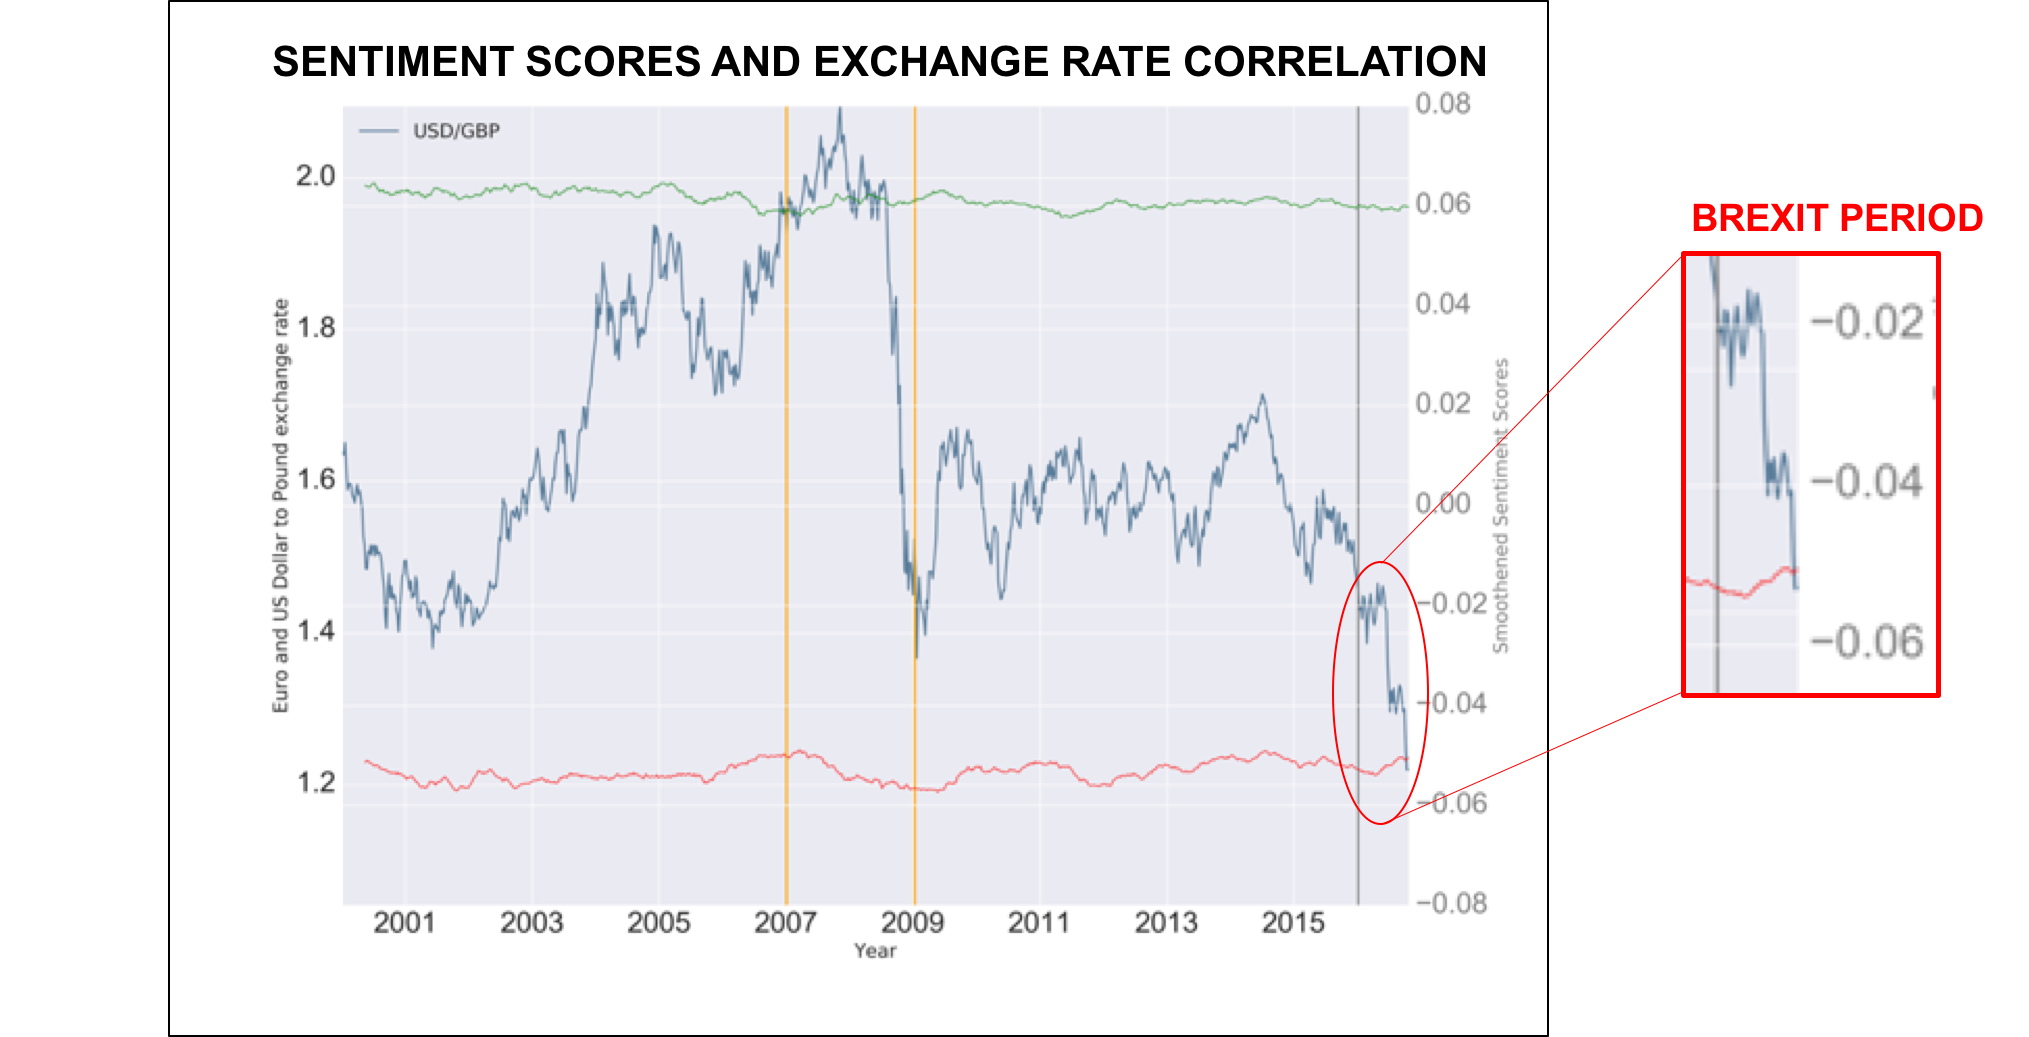 SENTIMENT SCORES AND EXCHANGE RATE CORRELATION
USD/GBP
2.0
1.8
1.6
1.4
1.2
Euro and US Dollar to Pound exchange rate
0.08
0.06
0.04
0.02
0.00
−0.02
−0.04
−0.06
−0.08
Smoothened Sentiment Scores
2001 2003 2005 2007 2009 2011 2013 2015
Year
BREXIT PERIOD
−0.02
−0.04
−0.06